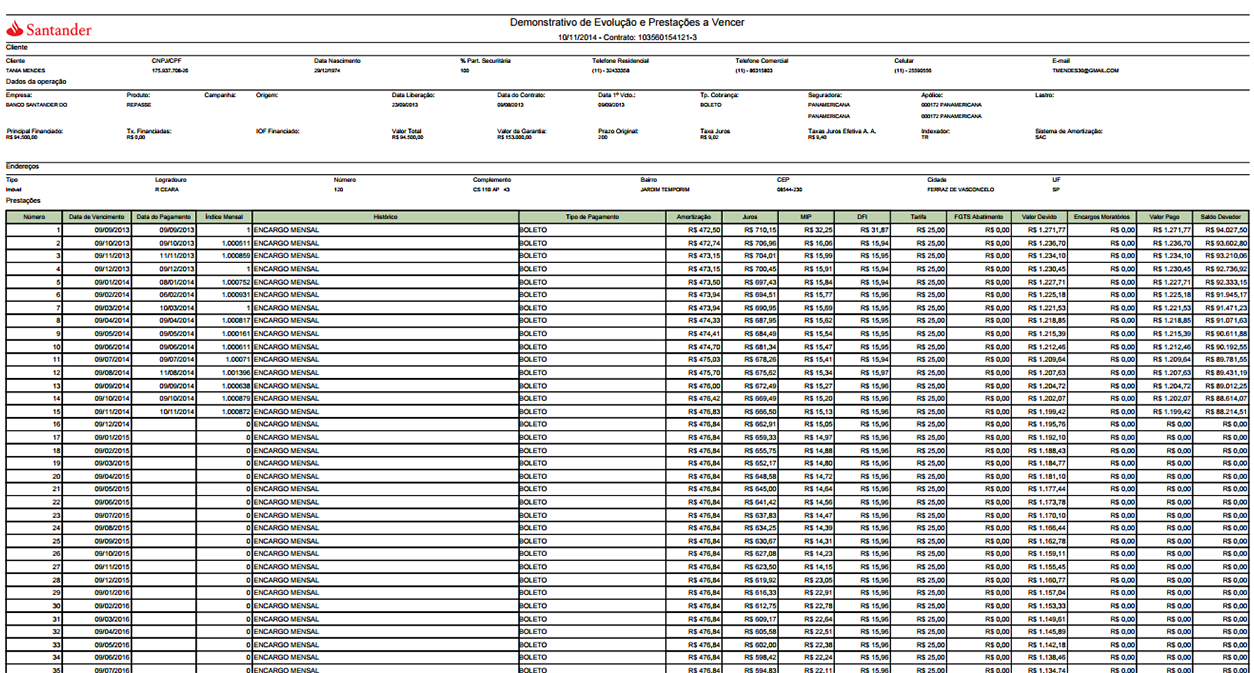 Santander
Demonstrativo de Evolução e Prestações a Vencer
10/11/2014 - Contrato: 103560154121-3
Cliente
Cliente CNPJ/CPF Data Nascimento % Part. Securitária Telefone Residencial Telefone Comercial Celular E-mail
TANIA MENDES 175.937.708-26 29/12/1974 100 (11) - 32433358 (11) - 86315803 (11) - 25590556 TMENDES30@GMAIL.COM
Dados da operação
Empresa: Produto: Campanha: Origem: Data Liberação: Data do Contrato: Data 1º Vcto.: Tp. Cobrança: Seguradora: Apólice: Lastro:
BANCO SANTANDER DO REPASSE 23/09/2013 09/08/2013 09/09/2013 BOLETO PANAMERICANA 000172 PANAMERICANA
PANAMERICANA 000172 PANAMERICANA
Principal Financiado: Tx. Financiadas: IOF Financiado: Valor Total Valor da Garantia: Prazo Original: Taxa Juros Taxas Juros Efetiva A. A. Indexador: Sistema de Amortização:
R$ 94.500,00 R$ 0,00 R$ 94.500,00 R$ 153.000,00 200 R$ 9,02 R$ 9,40 TR SAC
Endereços
Tipo Logradouro Número Complemento Bairro CEP Cidade UF
Imóvel R CEARA 120 CS 11B AP 43 JARDIM TEMPORIM 08544-230 FERRAZ DE VASCONCELO SP
Prestações
Número Data de Vencimento Data do Pagamento Índice Mensal Histórico Tipo de Pagamento Amortização Juros MIP DFI Tarifa FGTS Abatimento Valor Devido Encargos Moratórios Valor Pago Saldo Devedor
1 09/09/2013 09/09/2013 1 ENCARGO MENSAL BOLETO R$ 472,50 R$ 710,15 R$ 32,25 R$ 31,87 R$ 25,00 R$ 0,00 R$ 1.271,77 R$ 0,00 R$ 1.271,77 R$ 94.027,50
2 09/10/2013 09/10/2013 1.000511 ENCARGO MENSAL BOLETO R$ 472,74 R$ 706,96 R$ 16,06 R$ 15,94 R$ 25,00 R$ 0,00 R$ 1.236,70 R$ 0,00 R$ 1.236,70 R$ 93.602,80
3 09/11/2013 11/11/2013 1.000859 ENCARGO MENSAL BOLETO R$ 473,15 R$ 704,01 R$ 15,99 R$ 15,95 R$ 25,00 R$ 0,00 R$ 1.234,10 R$ 0,00 R$ 1.234,10 R$ 93.210,06
4 09/12/2013 09/12/2013 1 ENCARGO MENSAL BOLETO R$ 473,15 R$ 700,45 R$ 15,91 R$ 15,94 R$ 25,00 R$ 0,00 R$ 1.230,45 R$ 0,00 R$ 1.230,45 R$ 92.736,92
5 09/01/2014 08/01/2014 1.000752 ENCARGO MENSAL BOLETO R$ 473,50 R$ 697,43 R$ 15,84 R$ 15,94 R$ 25,00 R$ 0,00 R$ 1.227,71 R$ 0,00 R$ 1.227,71 R$ 92.333,15
6 09/02/2014 06/02/2014 1.000931 ENCARGO MENSAL BOLETO R$ 473,94 R$ 694,51 R$ 15,77 R$ 15,96 R$ 25,00 R$ 0,00 R$ 1.225,18 R$ 0,00 R$ 1.225,18 R$ 91.945,17
7 09/03/2014 10/03/2014 1 ENCARGO MENSAL BOLETO R$ 473,94 R$ 690,95 R$ 15,69 R$ 15,95 R$ 25,00 R$ 0,00 R$ 1.221,53 R$ 0,00 R$ 1.221,53 R$ 91.471,23
8 09/04/2014 09/04/2014 1.000817 ENCARGO MENSAL BOLETO R$ 474,33 R$ 687,95 R$ 15,62 R$ 15,95 R$ 25,00 R$ 0,00 R$ 1.218,85 R$ 0,00 R$ 1.218,85 R$ 91.071,63
9 09/05/2014 09/05/2014 1.000161 ENCARGO MENSAL BOLETO R$ 474,41 R$ 684,49 R$ 15,54 R$ 15,95 R$ 25,00 R$ 0,00 R$ 1.215,39 R$ 0,00 R$ 1.215,39 R$ 90.611,88
10 09/06/2014 09/06/2014 1.000611 ENCARGO MENSAL BOLETO R$ 474,70 R$ 681,34 R$ 15,47 R$ 15,95 R$ 25,00 R$ 0,00 R$ 1.212,46 R$ 0,00 R$ 1.212,46 R$ 90.192,55
11 09/07/2014 09/07/2014 1.00071 ENCARGO MENSAL BOLETO R$ 475,03 R$ 678,26 R$ 15,41 R$ 15,94 R$ 25,00 R$ 0,00 R$ 1.209,64 R$ 0,00 R$ 1.209,64 R$ 89.781,55
12 09/08/2014 11/08/2014 1.001396 ENCARGO MENSAL BOLETO R$ 475,70 R$ 675,62 R$ 15,34 R$ 15,97 R$ 25,00 R$ 0,00 R$ 1.207,63 R$ 0,00 R$ 1.207,63 R$ 89.431,19
13 09/09/2014 09/09/2014 1.000638 ENCARGO MENSAL BOLETO R$ 476,00 R$ 672,49 R$ 15,27 R$ 15,96 R$ 25,00 R$ 0,00 R$ 1.204,72 R$ 0,00 R$ 1.204,72 R$ 89.012,25
14 09/10/2014 09/10/2014 1.000879 ENCARGO MENSAL BOLETO R$ 476,42 R$ 669,49 R$ 15,20 R$ 15,96 R$ 25,00 R$ 0,00 R$ 1.202,07 R$ 0,00 R$ 1.202,07 R$ 88.614,07
15 09/11/2014 10/11/2014 1.000872 ENCARGO MENSAL BOLETO R$ 476,83 R$ 666,50 R$ 15,13 R$ 15,96 R$ 25,00 R$ 0,00 R$ 1.199,42 R$ 0,00 R$ 1.199,42 R$ 88.214,51
16 09/12/2014 0 ENCARGO MENSAL BOLETO R$ 476,84 R$ 662,91 R$ 15,05 R$ 15,96 R$ 25,00 R$ 0,00 R$ 1.195,76 R$ 0,00 R$ 0,00 R$ 0,00
17 09/01/2015 0 ENCARGO MENSAL BOLETO R$ 476,84 R$ 659,33 R$ 14,97 R$ 15,96 R$ 25,00 R$ 0,00 R$ 1.192,10 R$ 0,00 R$ 0,00 R$ 0,00
18 09/02/2015 0 ENCARGO MENSAL BOLETO R$ 476,84 R$ 655,75 R$ 14,88 R$ 15,96 R$ 25,00 R$ 0,00 R$ 1.188,43 R$ 0,00 R$ 0,00 R$ 0,00
19 09/03/2015 0 ENCARGO MENSAL BOLETO R$ 476,84 R$ 652,17 R$ 14,80 R$ 15,96 R$ 25,00 R$ 0,00 R$ 1.184,77 R$ 0,00 R$ 0,00 R$ 0,00
20 09/04/2015 0 ENCARGO MENSAL BOLETO R$ 476,84 R$ 648,58 R$ 14,72 R$ 15,96 R$ 25,00 R$ 0,00 R$ 1.181,10 R$ 0,00 R$ 0,00 R$ 0,00
21 09/05/2015 0 ENCARGO MENSAL BOLETO R$ 476,84 R$ 645,00 R$ 14,64 R$ 15,96 R$ 25,00 R$ 0,00 R$ 1.177,44 R$ 0,00 R$ 0,00 R$ 0,00
22 09/06/2015 0 ENCARGO MENSAL BOLETO R$ 476,84 R$ 641,42 R$ 14,56 R$ 15,96 R$ 25,00 R$ 0,00 R$ 1.173,78 R$ 0,00 R$ 0,00 R$ 0,00
23 09/07/2015 0 ENCARGO MENSAL BOLETO R$ 476,84 R$ 637,83 R$ 14,47 R$ 15,96 R$ 25,00 R$ 0,00 R$ 1.170,10 R$ 0,00 R$ 0,00 R$ 0,00
24 09/08/2015 0 ENCARGO MENSAL BOLETO R$ 476,84 R$ 634,25 R$ 14,39 R$ 15,96 R$ 25,00 R$ 0,00 R$ 1.166,44 R$ 0,00 R$ 0,00 R$ 0,00
25 09/09/2015 0 ENCARGO MENSAL BOLETO R$ 476,84 R$ 630,67 R$ 14,31 R$ 15,96 R$ 25,00 R$ 0,00 R$ 1.162,78 R$ 0,00 R$ 0,00 R$ 0,00
26 09/10/2015 0 ENCARGO MENSAL BOLETO R$ 476,84 R$ 627,08 R$ 14,23 R$ 15,96 R$ 25,00 R$ 0,00 R$ 1.159,11 R$ 0,00 R$ 0,00 R$ 0,00
27 09/11/2015 0 ENCARGO MENSAL BOLETO R$ 476,84 R$ 623,50 R$ 14,15 R$ 15,96 R$ 25,00 R$ 0,00 R$ 1.155,45 R$ 0,00 R$ 0,00 R$ 0,00
28 09/12/2015 0 ENCARGO MENSAL BOLETO R$ 476,84 R$ 619,92 R$ 23,05 R$ 15,96 R$ 25,00 R$ 0,00 R$ 1.160,77 R$ 0,00 R$ 0,00 R$ 0,00
29 09/01/2016 0 ENCARGO MENSAL BOLETO R$ 476,84 R$ 616,33 R$ 22,91 R$ 15,96 R$ 25,00 R$ 0,00 R$ 1.157,04 R$ 0,00 R$ 0,00 R$ 0,00
30 09/02/2016 0 ENCARGO MENSAL BOLETO R$ 476,84 R$ 612,75 R$ 22,78 R$ 15,96 R$ 25,00 R$ 0,00 R$ 1.153,33 R$ 0,00 R$ 0,00 R$ 0,00
31 09/03/2016 0 ENCARGO MENSAL BOLETO R$ 476,84 R$ 609,17 R$ 22,64 R$ 15,96 R$ 25,00 R$ 0,00 R$ 1.149,61 R$ 0,00 R$ 0,00 R$ 0,00
32 09/04/2016 0 ENCARGO MENSAL BOLETO R$ 476,84 R$ 605,58 R$ 22,51 R$ 15,96 R$ 25,00 R$ 0,00 R$ 1.145,89 R$ 0,00 R$ 0,00 R$ 0,00
33 09/05/2016 0 ENCARGO MENSAL BOLETO R$ 476,84 R$ 602,00 R$ 22,38 R$ 15,96 R$ 25,00 R$ 0,00 R$ 1.142,18 R$ 0,00 R$ 0,00 R$ 0,00
34 09/06/2016 0 ENCARGO MENSAL BOLETO R$ 476,84 R$ 598,42 R$ 22,24 R$ 15,96 R$ 25,00 R$ 0,00 R$ 1.138,46 R$ 0,00 R$ 0,00 R$ 0,00
35 09/07/2016 0 ENCARGO MENSAL BOLETO R$ 476,84 R$ 594,83 R$ 22,11 R$ 15,96 R$ 25,00 R$ 0,00 R$ 1.134,74 R$ 0,00 R$ 0,00 R$ 0,00